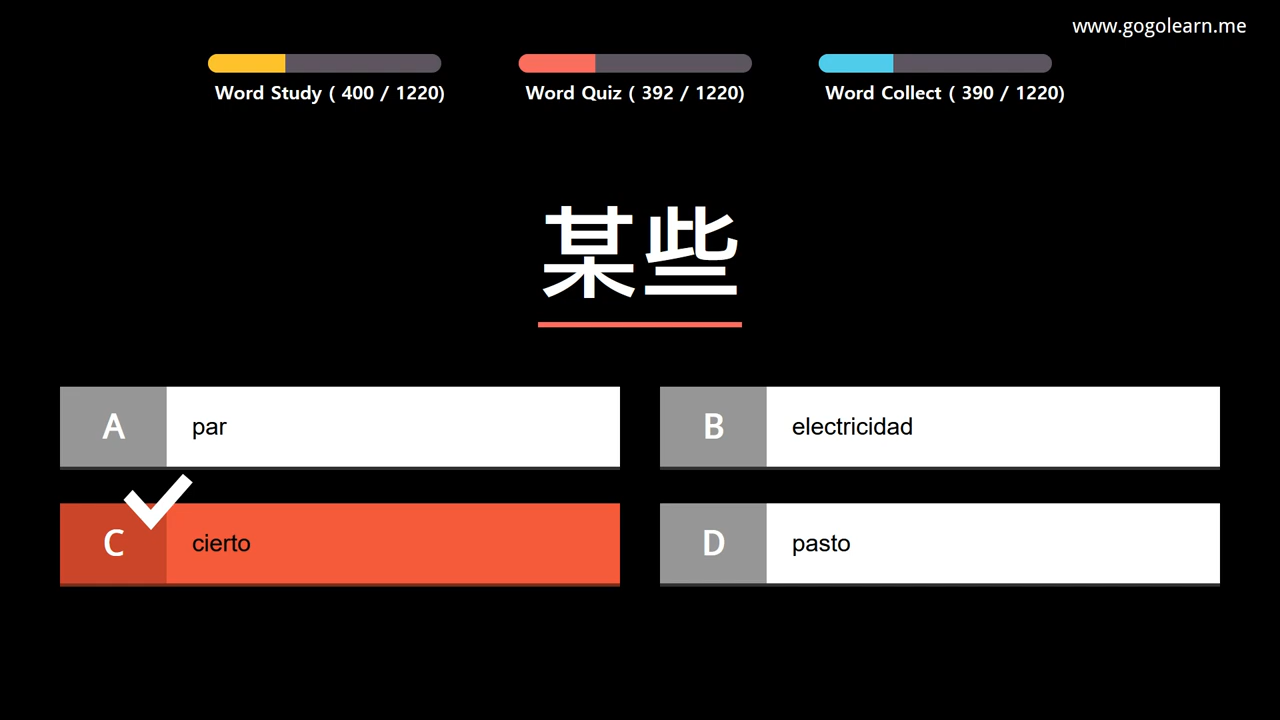 www.gogolearn.me
Word Study ( 400 / 1220)
Word Quiz ( 392 / 1220)
Word Collect ( 390 / 1220)
某些
A par
B electricidad
C cierto
D pasto